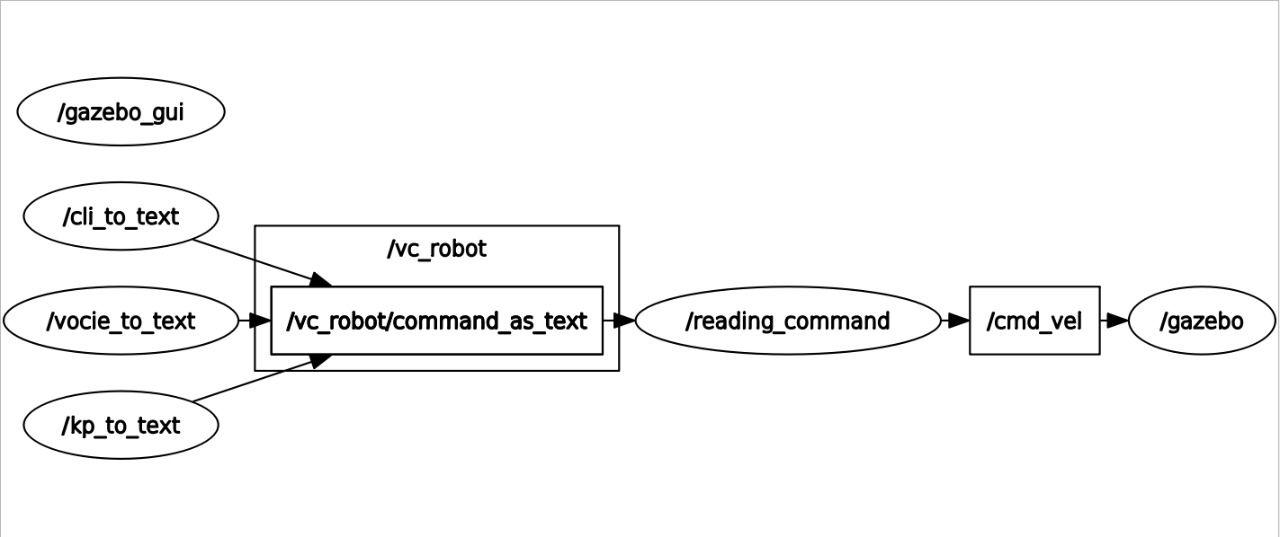 /gazebo_gui
/cli_to_text
/vc_robot
/vocie_to_text
/vc_robot/command_as_text
/reading_command
/cmd_vel
/gazebo
/kp_to_text